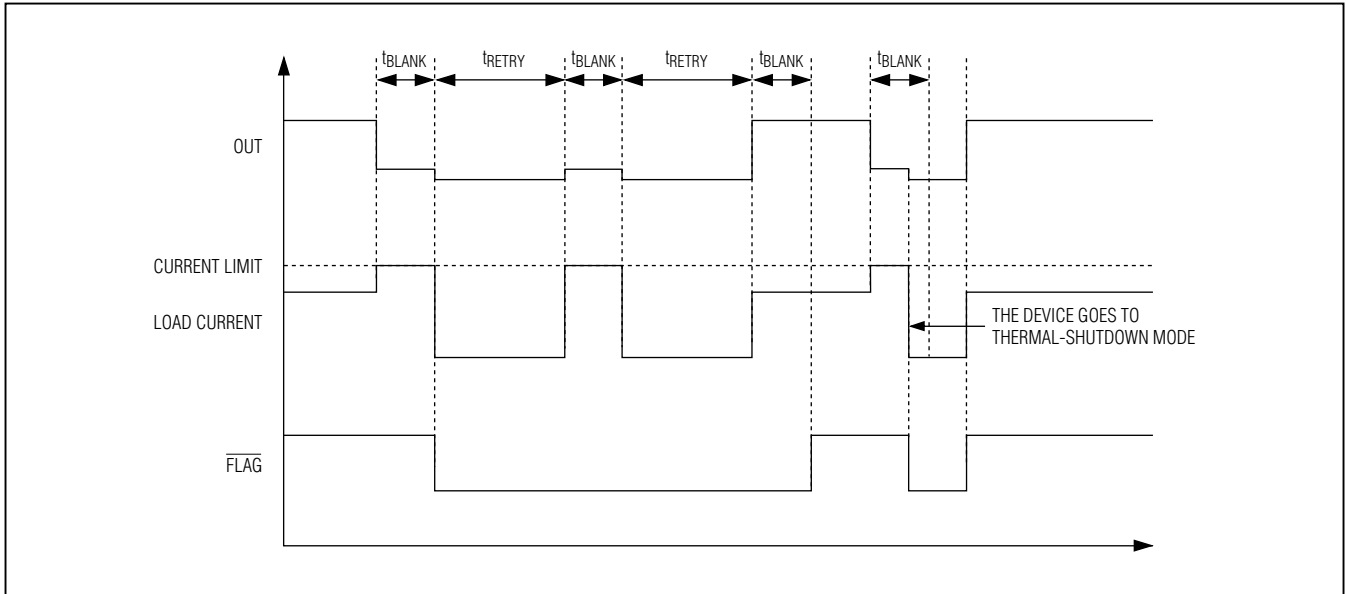 tBLANK tRETRY tBLANK tRETRY tBLANK tBLANK
OUT
CURRENT LIMIT
LOAD CURRENT
THE DEVICE GOES TO
THERMAL-SHUTDOWN MODE
FLAG